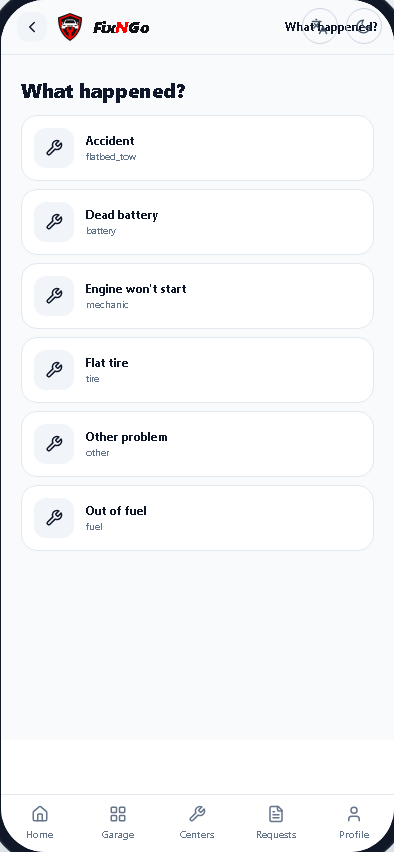 FixNGo
What happened?
What happened?
Accident
flatbed_tow
Dead battery
battery
Engine won't start
mechanic
Flat tire
tire
Other problem
other
Out of fuel
fuel
Home
Garage
Centers
Requests
Profile